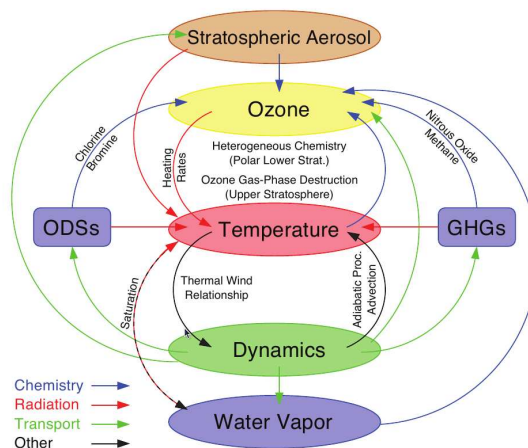 Stratospheric Aerosol
Ozone
Chlorine
Bromine
Nitrous Oxide
Methane
Heating
Rates
Heterogeneous Chemistry
(Polar Lower Strat.)
Ozone Gas-Phase Destruction
(Upper Stratosphere)
ODSs
Temperature
GHGs
Saturation
Thermal Wind
Relationship
Adiabatic Proc.
Advection
Dynamics
Water Vapor
Chemistry
Radiation
Transport
Other